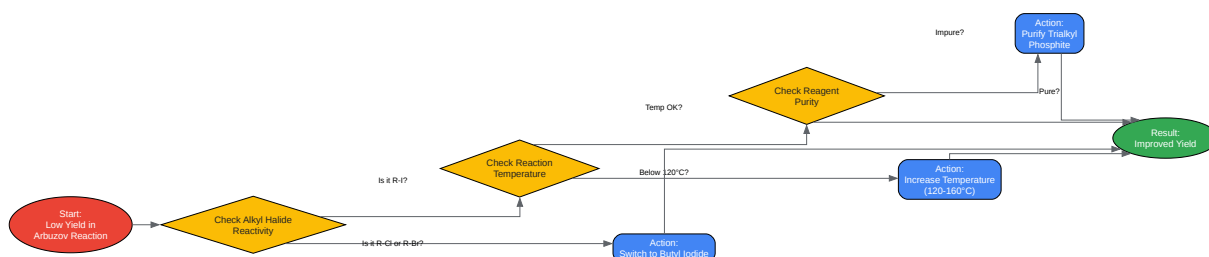 Start:
Low Yield in
Arbuzov Reaction
Check Alkyl Halide
Reactivity
Is it R-I?
Is it R-Cl or R-Br?
Action:
Switch to Butyl Iodide
Check Reaction
Temperature
Temp OK?
Below 120°C?
Action:
Increase Temperature
(120-160°C)
Check Reagent
Purity
Impure?
Pure?
Action:
Purify Trialkyl
Phosphite
Result:
Improved Yield